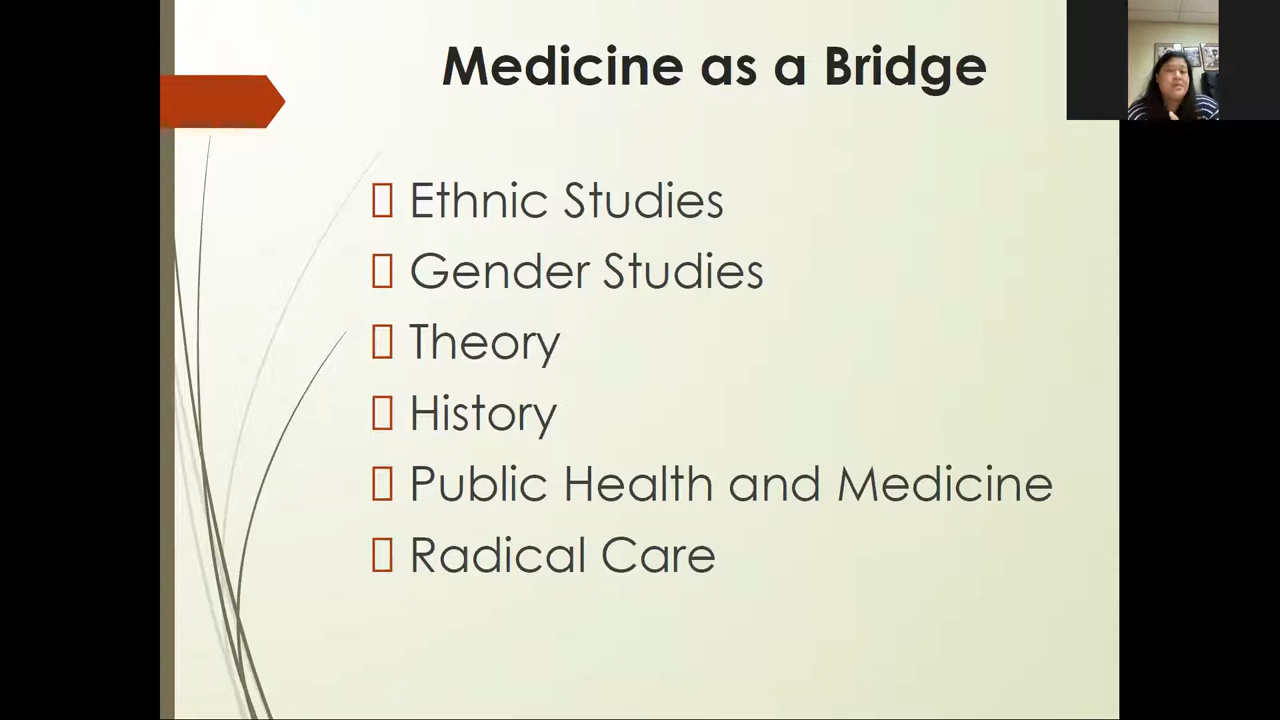 Medicine as a Bridge
Ethnic Studies
Gender Studies
Theory
History
Public Health and Medicine
Radical Care